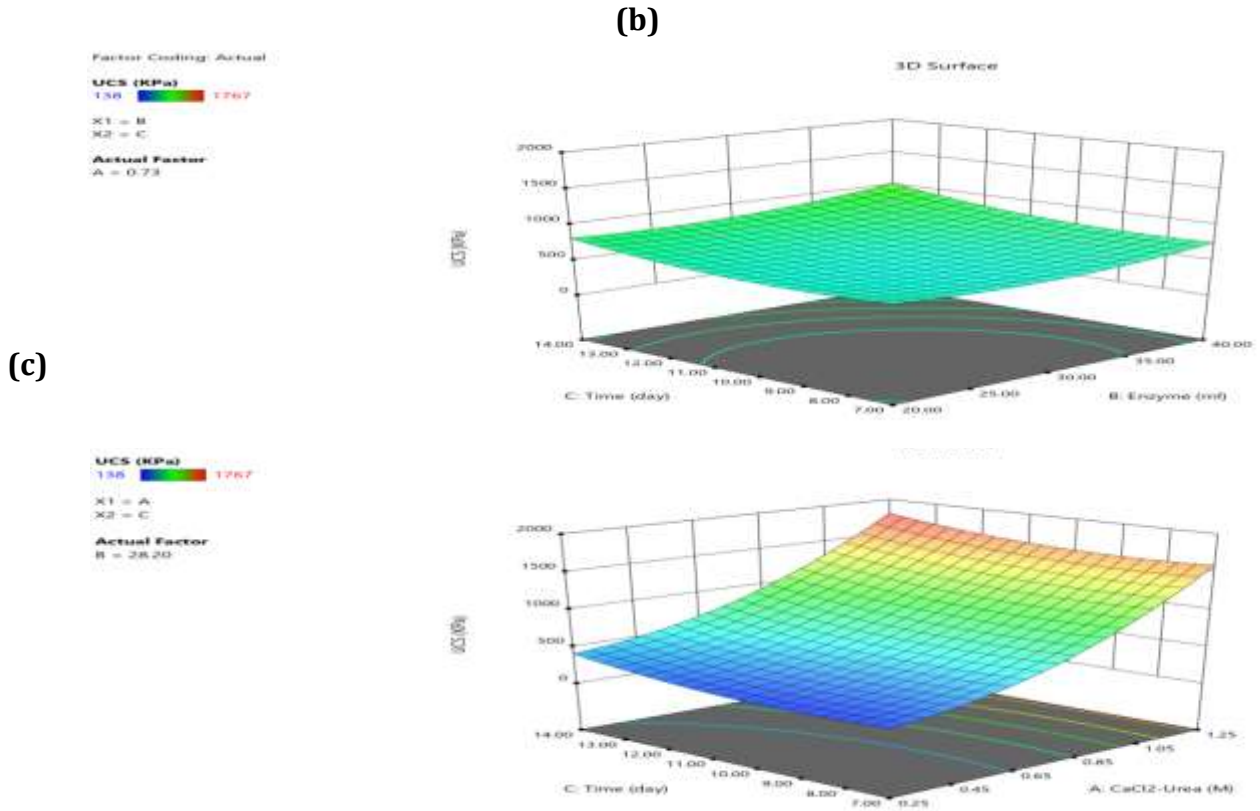 (b)
Factor Coding: Actual
3D Surface
UCS (KPa)
138 1767
X1 = B
X2 = C
Actual Factor
A = 0.73
2000
1500
1000
500
0
UCS (KPa)
14.00
13.00
12.00
11.00
10.00
9.00
8.00
7.00
20.00
25.00
30.00
35.00
40.00
C: Time (day)
B: Enzyme (ml)
(c)
UCS (KPa)
138 1767
X1 = A
X2 = C
Actual Factor
B = 28.20
2000
1500
1000
500
0
UCS (KPa)
14.00
13.00
12.00
11.00
10.00
9.00
8.00
7.00
0.25
0.45
0.65
0.85
1.05
1.25
C: Time (day)
A: CaCl2-Urea (M)